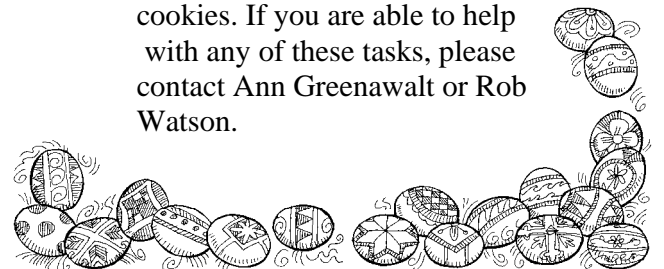 cookies. If you are able to help
with any of these tasks, please
contact Ann Greenawalt or Rob
Watson.